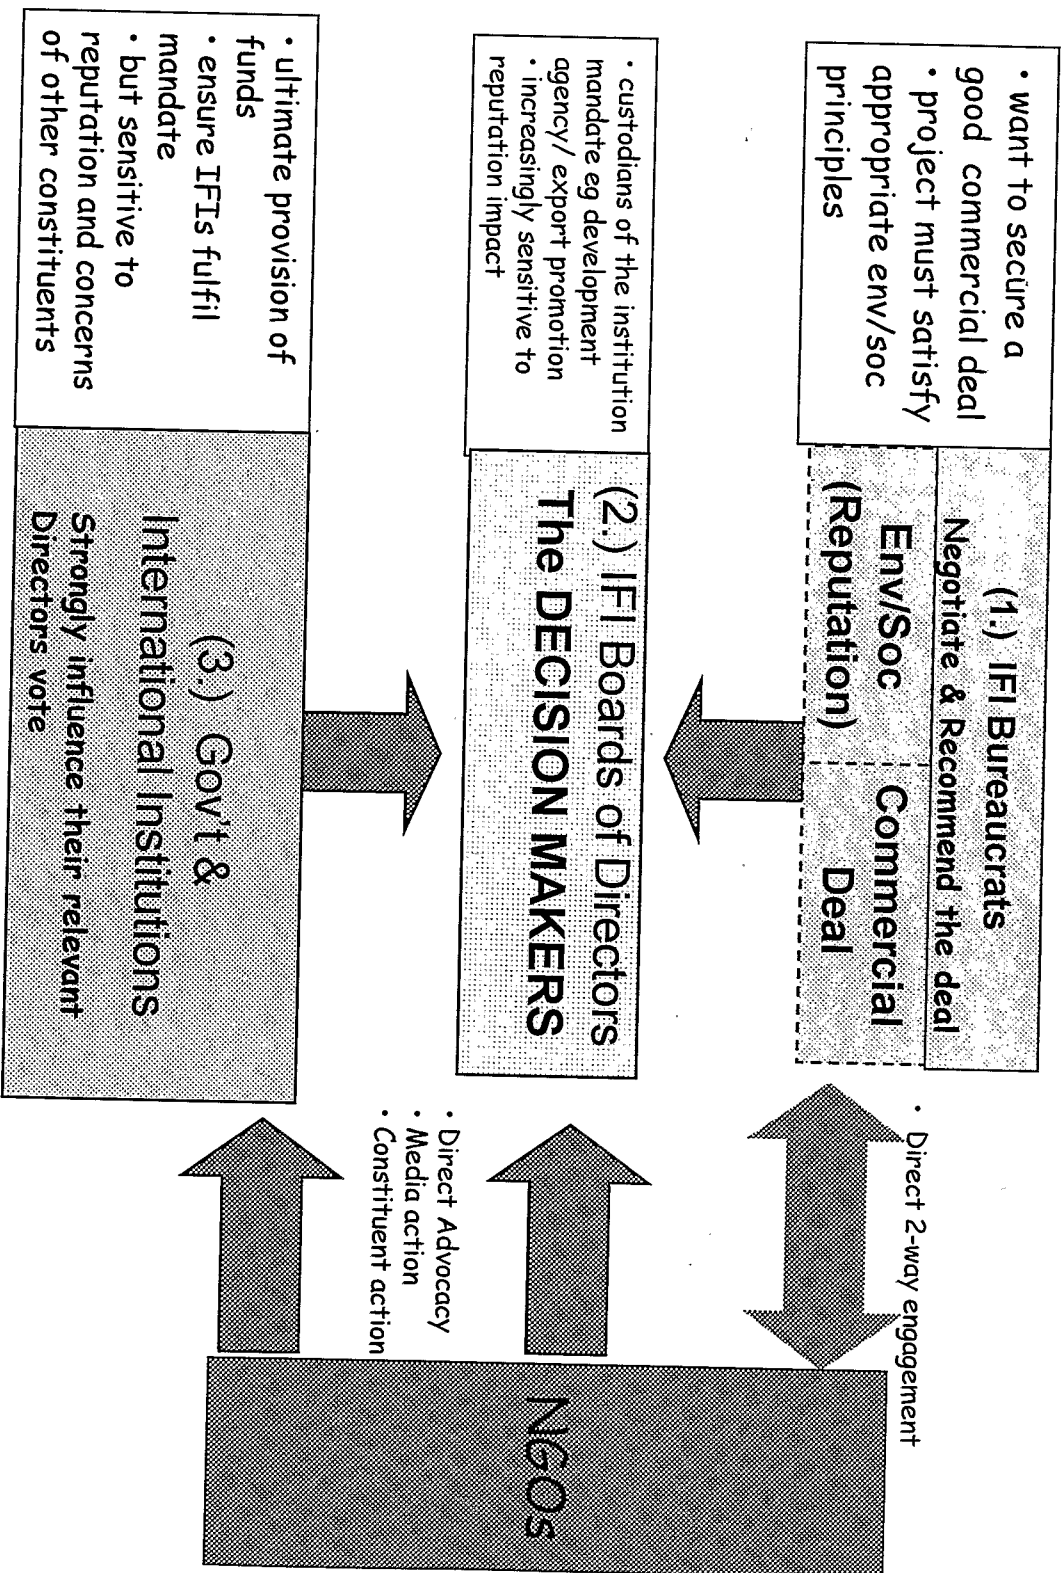 • want to secure a
good commercial deal
• project must satisfy
appropriate env/soc
principles
(1.) IFI Bureaucrats
Negotiate & Recommend the deal
Env/Soc
(Reputation)
Commercial
Deal
• Direct 2-way engagement
• custodians of the institution
mandate eg development
agency/ export promotion
• increasingly sensitive to
reputation impact
(2.) IFI Boards of Directors
The DECISION MAKERS
• Direct Advocacy
• Media action
• Constituent action
NGOs
• ultimate provision of
funds
• ensure IFIs fulfil
mandate
• but sensitive to
reputation and concerns
of other constituents
(3.) Gov't &
International Institutions
Strongly influence their relevant
Directors vote